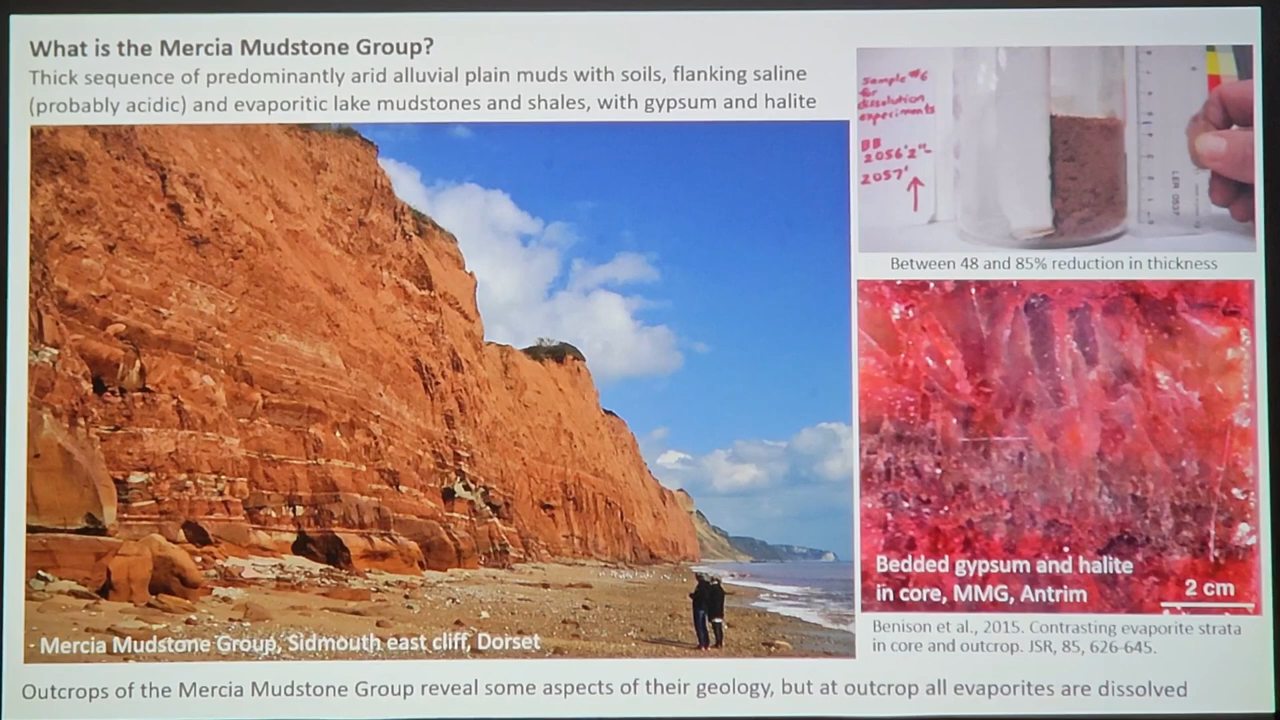 What is the Mercia Mudstone Group?
Thick sequence of predominantly arid alluvial plain muds with soils, flanking saline
(probably acidic) and evaporitic lake mudstones and shales, with gypsum and halite
Sample #6
for
dissolution
experiments
BB
2056'2"-
2057'
LER 0537
Between 48 and 85% reduction in thickness
Bedded gypsum and halite
in core, MMG, Antrim
2 cm
Mercia Mudstone Group, Sidmouth east cliff, Dorset
Benison et al., 2015. Contrasting evaporite strata
in core and outcrop. JSR, 85, 626-645.
Outcrops of the Mercia Mudstone Group reveal some aspects of their geology, but at outcrop all evaporites are dissolved